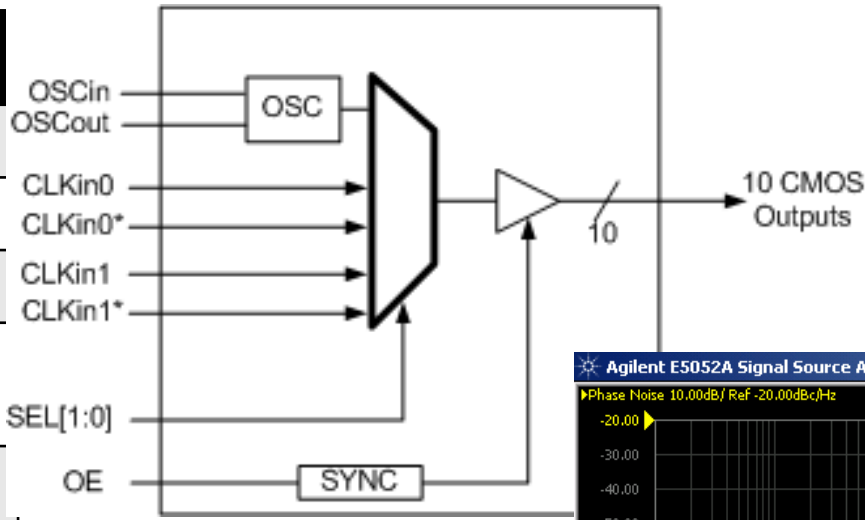 OSCin
OSCout
OSC
CLKin0
CLKin0*
CLKin1
CLKin1*
10
10 CMOS
Outputs
SEL[1:0]
OE
SYNC
Agilent E5052A Signal Source A
Phase Noise 10.00dB/ Ref -20.00dBc/Hz
-20.00
-30.00
-40.00